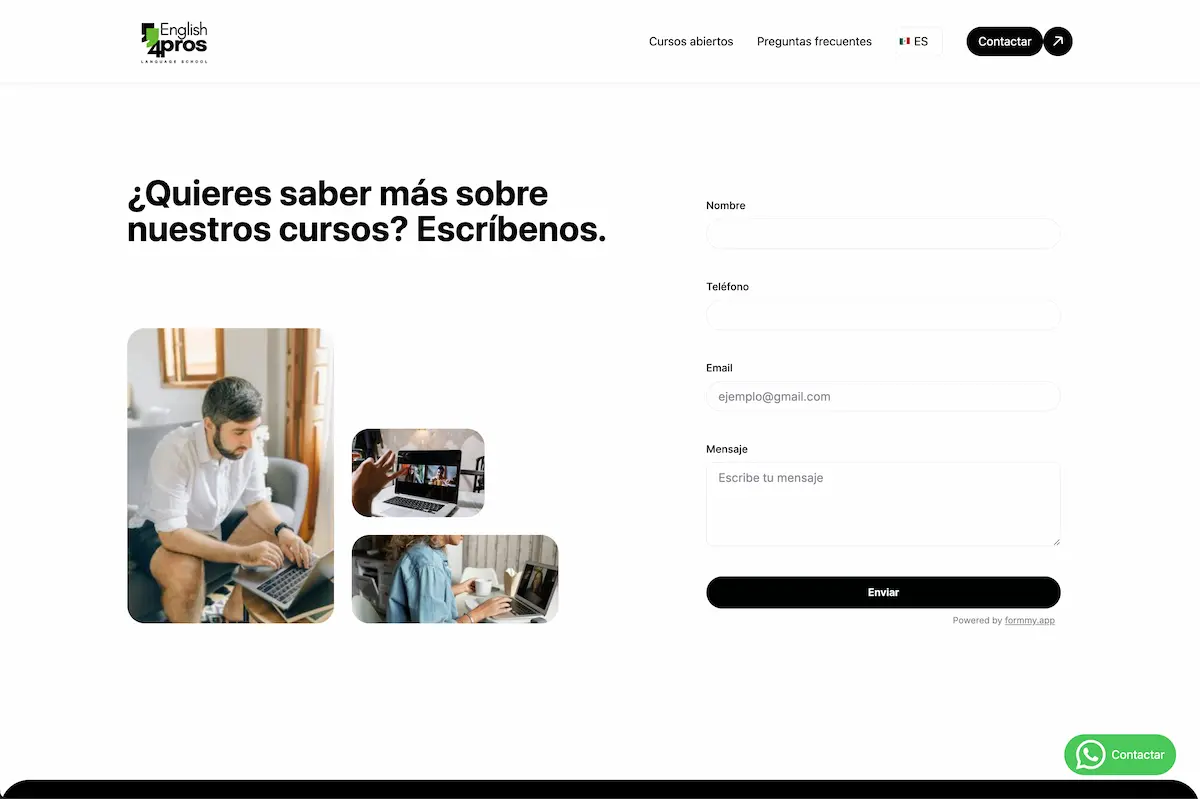 English
4pros
LANGUAGE SCHOOL
Cursos abiertos
Preguntas frecuentes
ES
Contactar
¿Quieres saber más sobre
nuestros cursos? Escríbenos.
Nombre
Teléfono
Email
ejemplo@gmail.com
Mensaje
Escribe tu mensaje
Enviar
Powered by formmy.app
Contactar